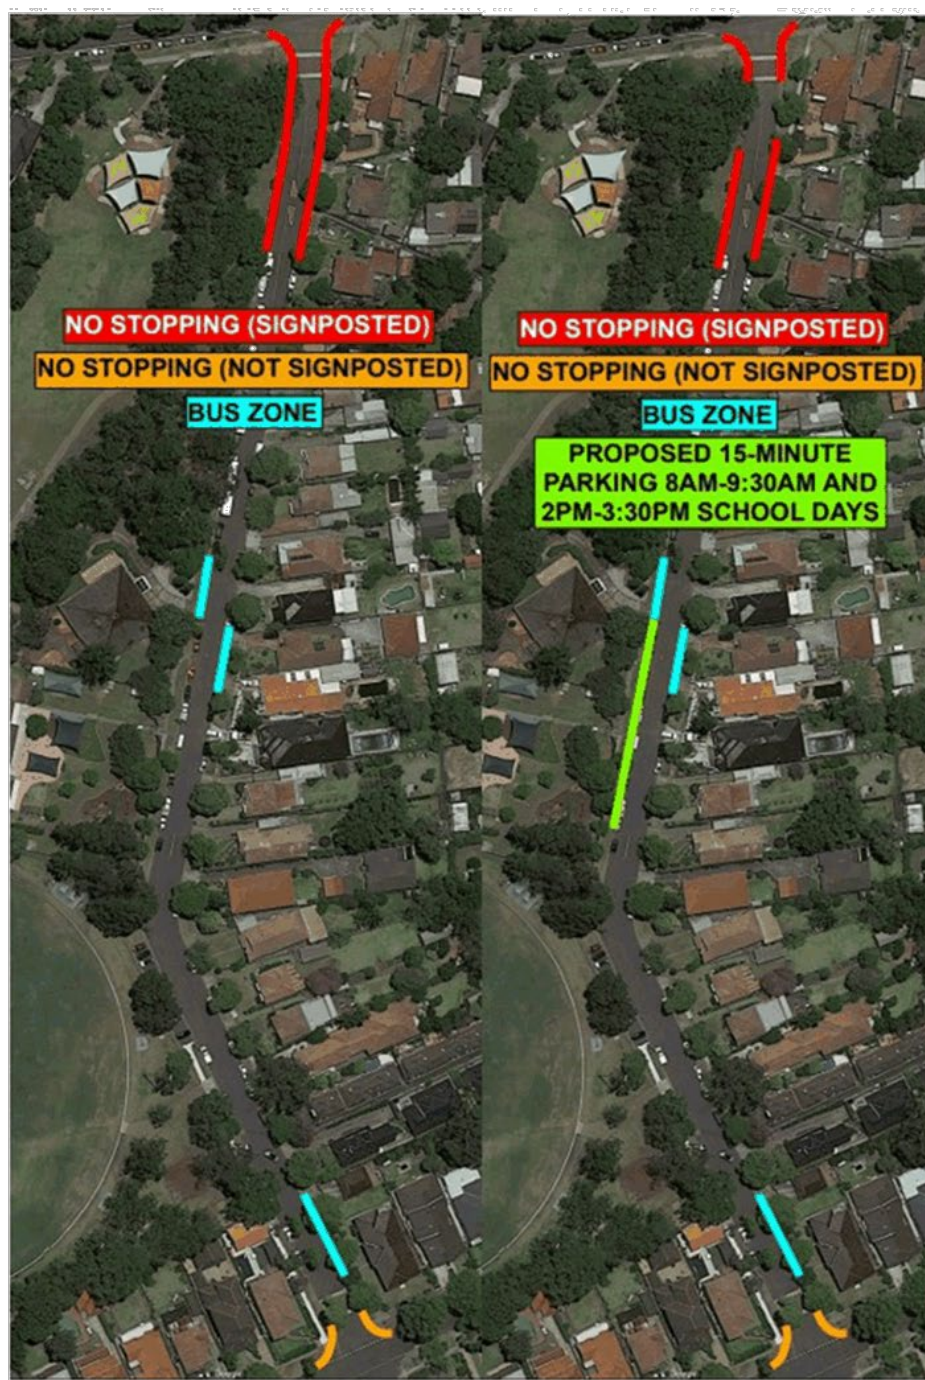 NO STOPPING (SIGNPOSTED)
NO STOPPING (NOT SIGNPOSTED)
BUS ZONE
NO STOPPING (SIGNPOSTED)
NO STOPPING (NOT SIGNPOSTED)
BUS ZONE
PROPOSED 15-MINUTE
PARKING 8AM-9:30AM AND
2PM-3:30PM SCHOOL DAYS